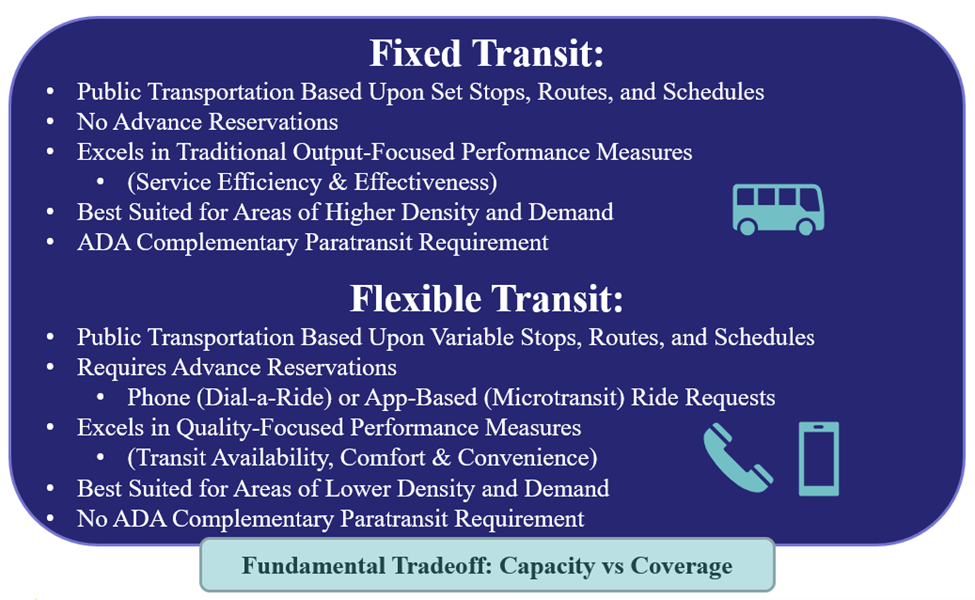 Fixed Transit:
• Public Transportation Based Upon Set Stops, Routes, and Schedules
• No Advance Reservations
• Excels in Traditional Output-Focused Performance Measures
• (Service Efficiency & Effectiveness)
• Best Suited for Areas of Higher Density and Demand
• ADA Complementary Paratransit Requirement
Flexible Transit:
• Public Transportation Based Upon Variable Stops, Routes, and Schedules
• Requires Advance Reservations
• Phone (Dial-a-Ride) or App-Based (Microtransit) Ride Requests
• Excels in Quality-Focused Performance Measures
• (Transit Availability, Comfort & Convenience)
• Best Suited for Areas of Lower Density and Demand
• No ADA Complementary Paratransit Requirement
Fundamental Tradeoff: Capacity vs Coverage